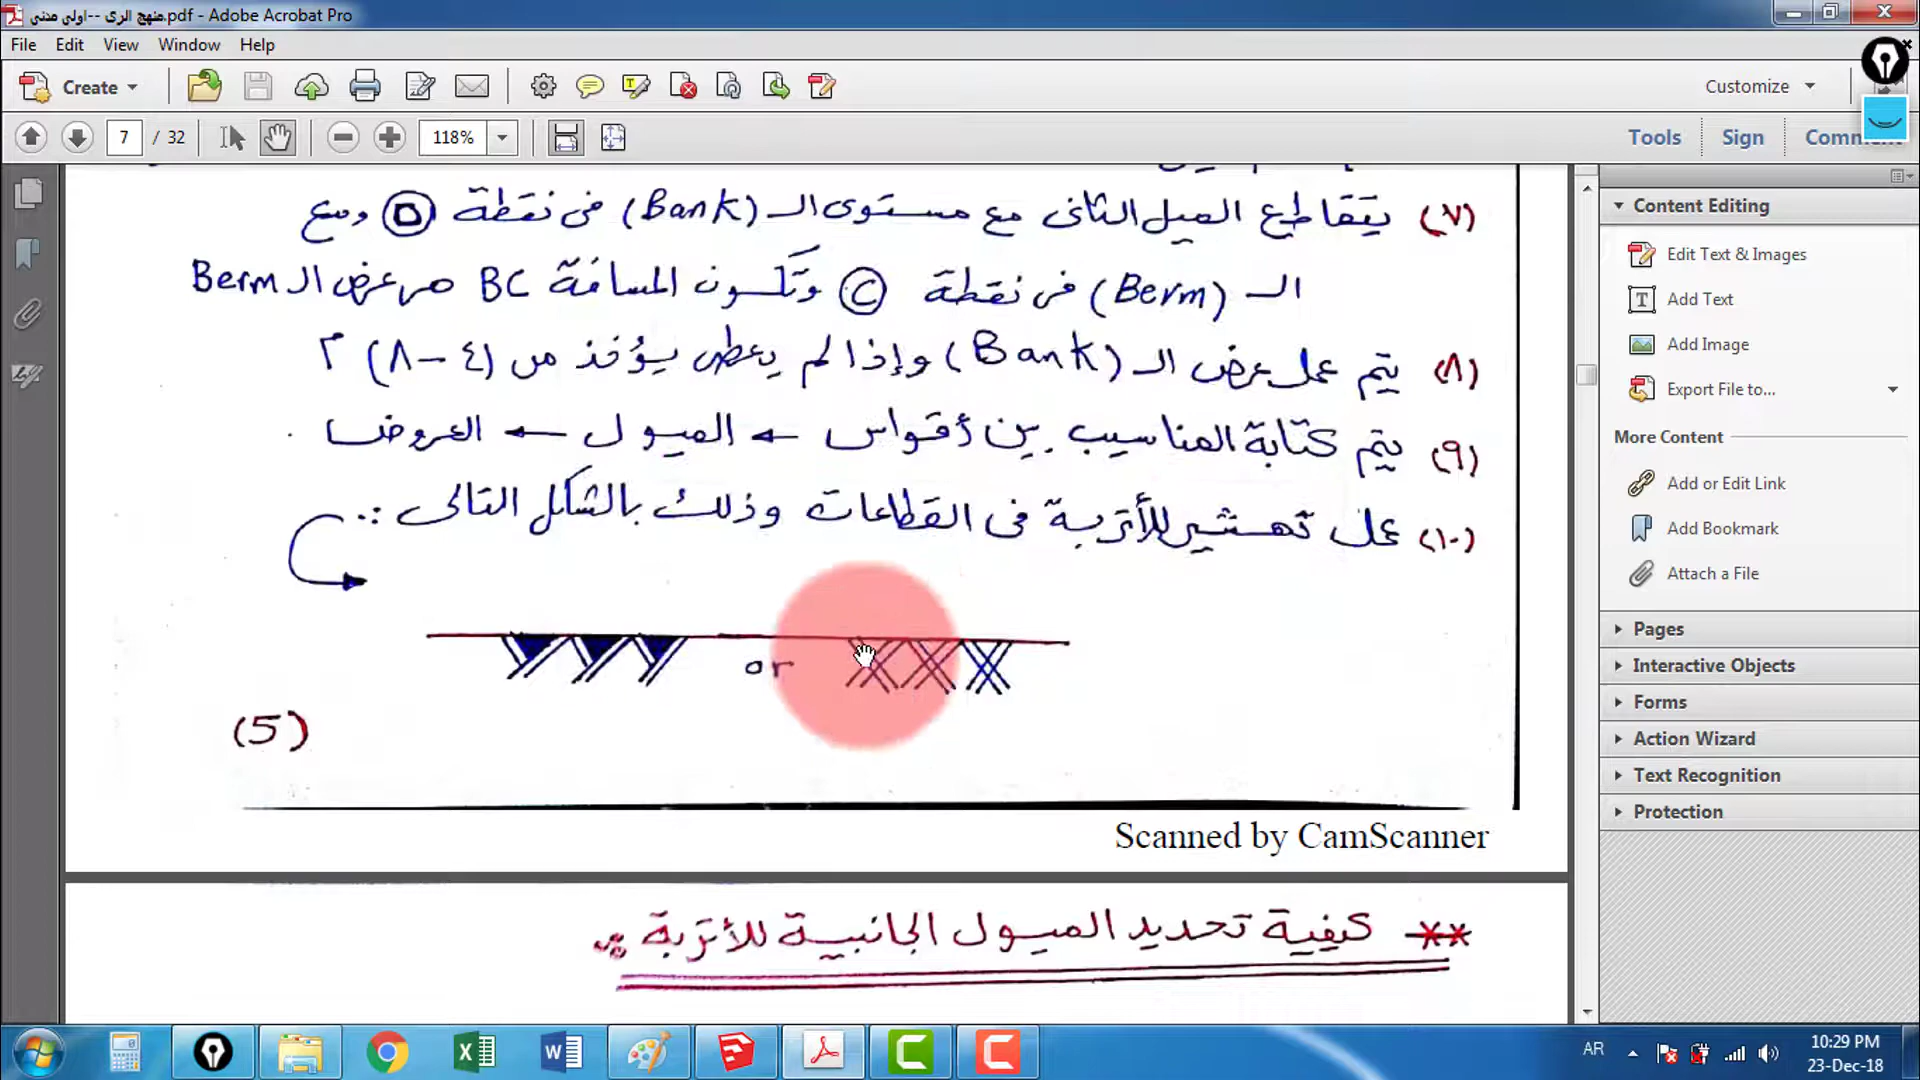 منهج الرى --اولى مدنى.pdf - Adobe Acrobat Pro
File Edit View Window Help
Create
Customize
7 / 32
118%
Tools Sign Comment
(٧) يتقاطع الميل الثانى مع مستوى الـ (Bank) فى نقطة D ومع
الـ (Berm) فى نقطة C وتكون المسافة BC هى عرض الـ Berm
(٨) يتم عمل عرض الـ (Bank) وإذا لم يعطى يؤخذ من (٤ – ٨) م
(٩) يتم كتابة المناسيب بين أقواس ← الميول ← العروض
(١٠) عمل تهشير للأتربة فى القطاعات وذلك بالشكل التالى :.
or
(5)
Scanned by CamScanner
** كيفية تحديد الميول الجانبية للأتربة
Content Editing
Edit Text & Images
Add Text
Add Image
Export File to...
More Content
Add or Edit Link
Add Bookmark
Attach a File
Pages
Interactive Objects
Forms
Action Wizard
Text Recognition
Protection
AR
10:29 PM
23-Dec-18